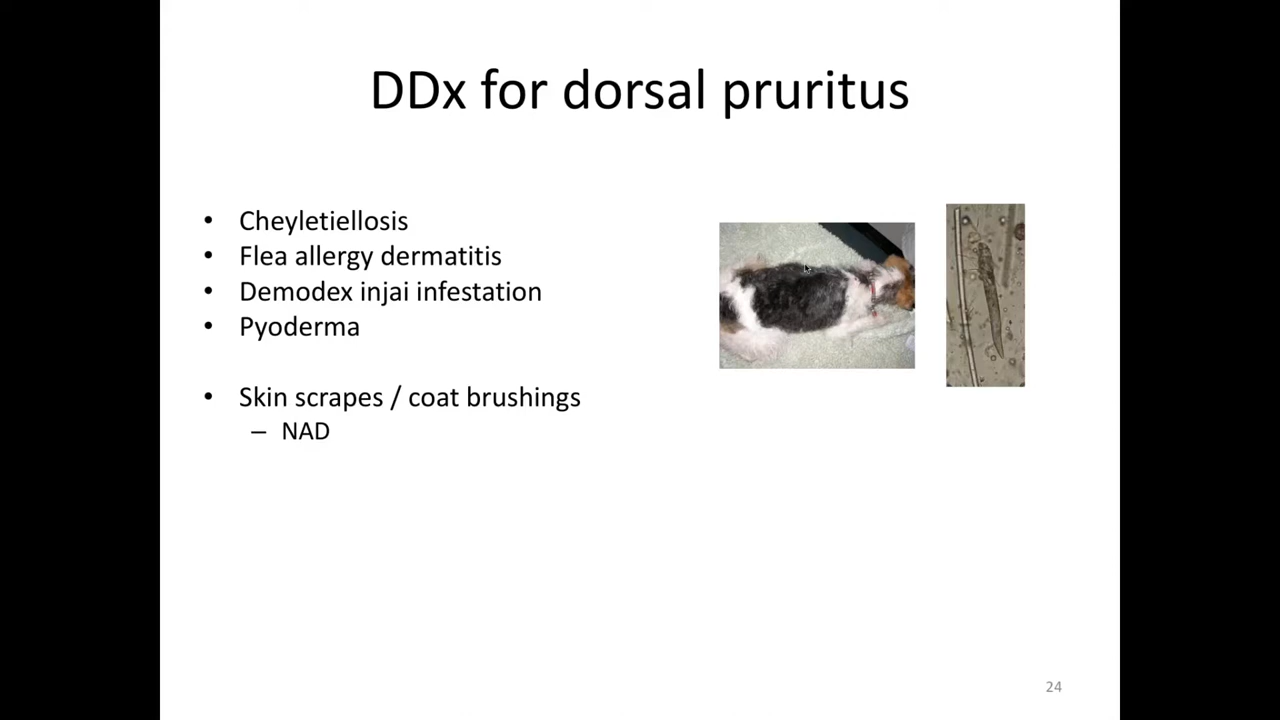 DDx for dorsal pruritus
• Cheyletiellosis
• Flea allergy dermatitis
• Demodex injai infestation
• Pyoderma
• Skin scrapes / coat brushings
– NAD
24